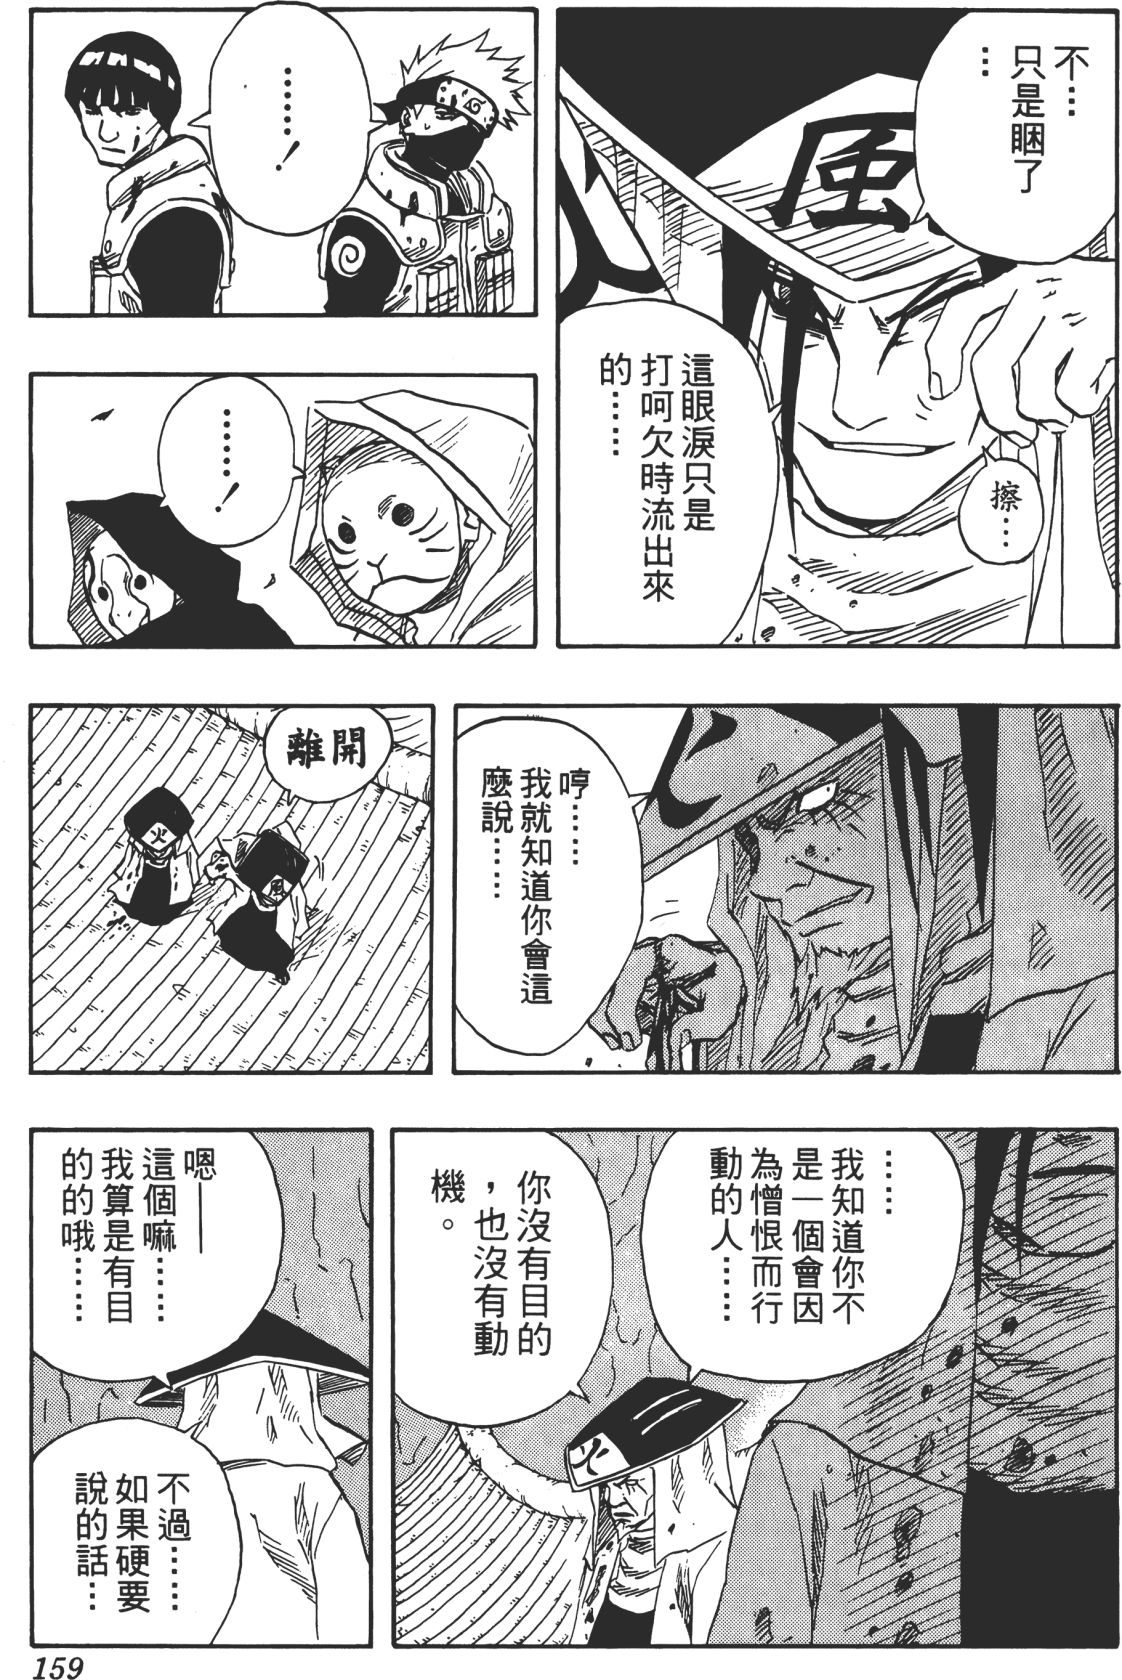 不⋯
只是睏了
⋯
風
擦⋯
這眼淚只是
打呵欠時流出來
的⋯⋯
⋯⋯！
⋯⋯！
哼⋯⋯
我就知道你會這
麼說⋯⋯
離開
火
風
⋯⋯
我知道你不
是一個會因
為憎恨而行
動的人⋯⋯
你沒有目的
，也沒有動
機。
火
嗯——
這個嘛⋯⋯
我算是有目
的的哦⋯⋯
不過⋯⋯
如果硬要
說的話⋯
159